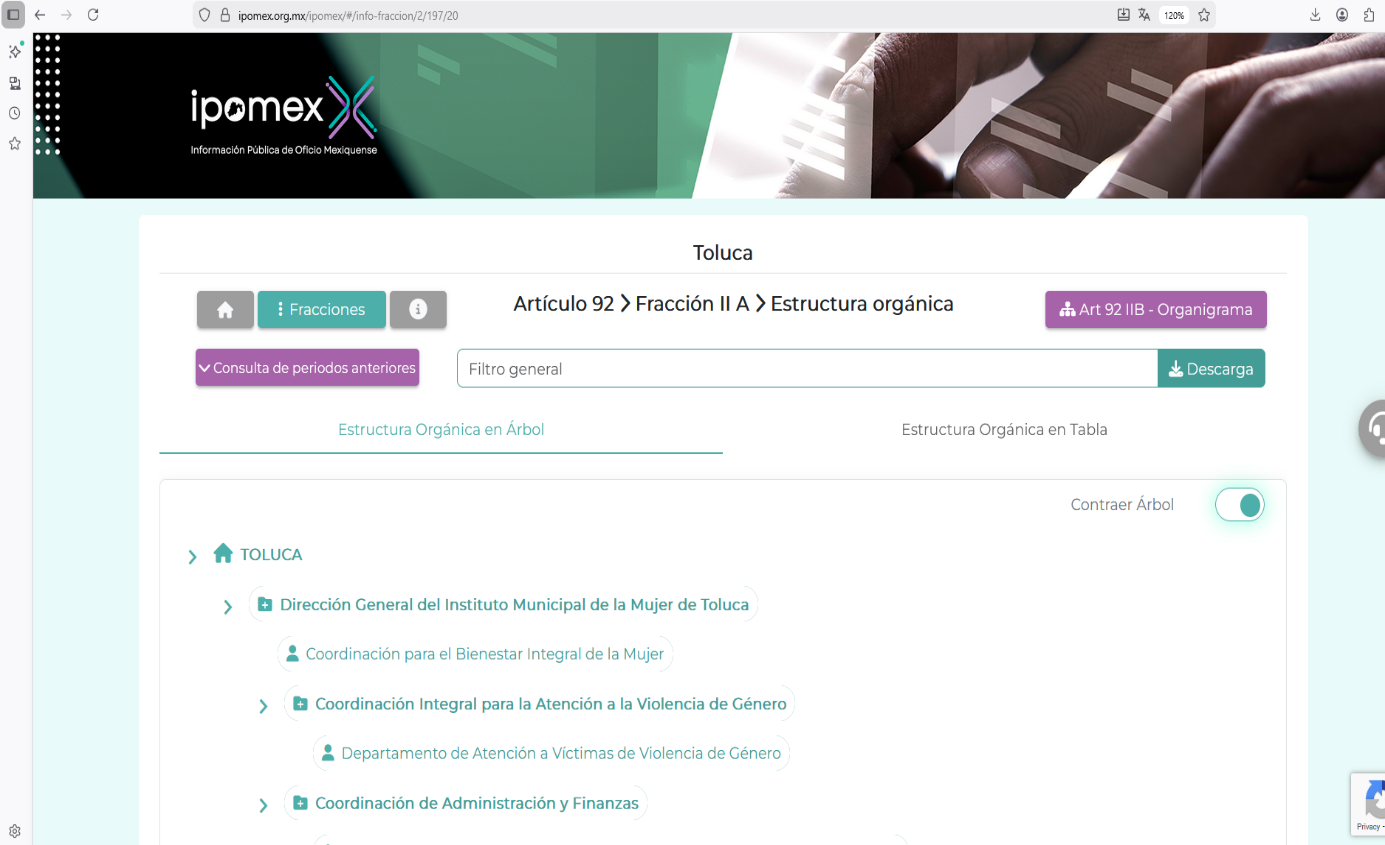 ipomex.org.mx/ipomex/#/info-fraccion/2/197/20
120%
ipomex
Información Pública de Oficio Mexiquense
Toluca
Fracciones
Artículo 92 > Fracción II A > Estructura orgánica
Art 92 IIB - Organigrama
Consulta de periodos anteriores
Filtro general
Descarga
Estructura Orgánica en Árbol
Estructura Orgánica en Tabla
Contraer Árbol
TOLUCA
Dirección General del Instituto Municipal de la Mujer de Toluca
Coordinación para el Bienestar Integral de la Mujer
Coordinación Integral para la Atención a la Violencia de Género
Departamento de Atención a Víctimas de Violencia de Género
Coordinación de Administración y Finanzas
Privacy -